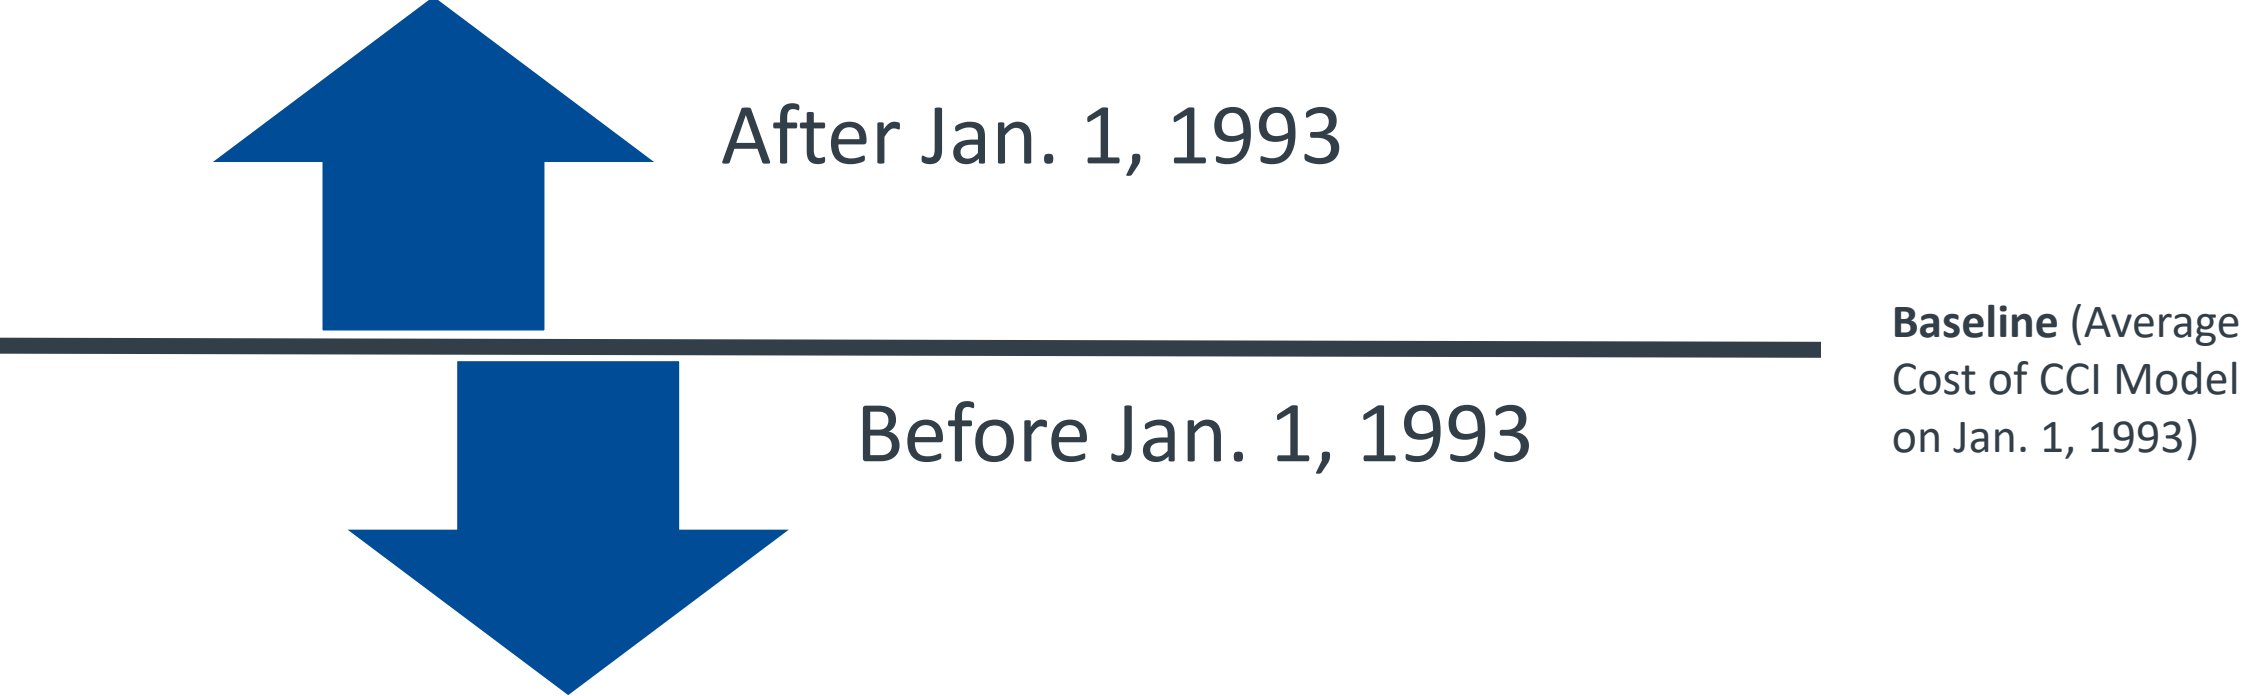 After Jan. 1, 1993
Baseline (Average
Cost of CCI Model
on Jan. 1, 1993)
Before Jan. 1, 1993